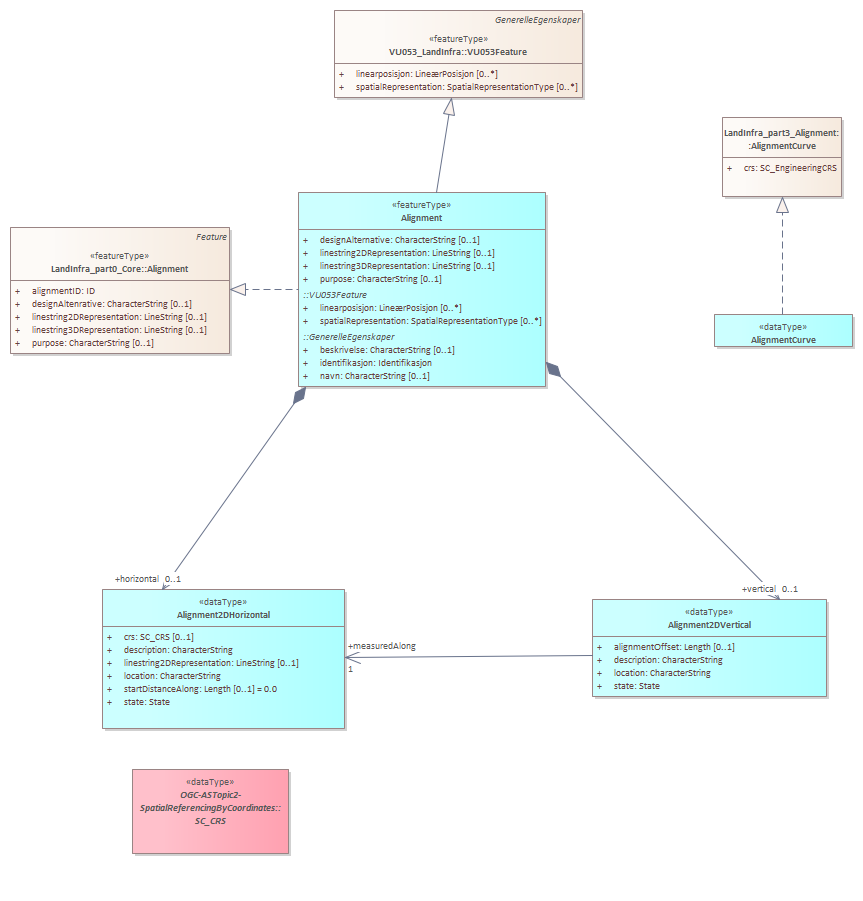 GenerelleEgenskaper
«featureType»
VU053_LandInfra::VU053Feature
+ linearposisjon: LineærPosisjon [0..*]
+ spatialRepresentation: SpatialRepresentationType [0..*]
LandInfra_part3_Alignment:
:AlignmentCurve
+ crs: SC_EngineeringCRS
«featureType»
Alignment
+ designAlternative: CharacterString [0..1]
+ linestring2DRepresentation: LineString [0..1]
+ linestring3DRepresentation: LineString [0..1]
+ purpose: CharacterString [0..1]
::VU053Feature
+ linearposisjon: LineærPosisjon [0..*]
+ spatialRepresentation: SpatialRepresentationType [0..*]
::GenerelleEgenskaper
+ beskrivelse: CharacterString [0..1]
+ identifikasjon: Identifikasjon
+ navn: CharacterString [0..1]
Feature
«featureType»
LandInfra_part0_Core::Alignment
+ alignmentID: ID
+ designAltenrative: CharacterString [0..1]
+ linestring2DRepresentation: LineString [0..1]
+ linestring3DRepresentation: LineString [0..1]
+ purpose: CharacterString [0..1]
«dataType»
AlignmentCurve
+horizontal 0..1
+vertical 0..1
«dataType»
Alignment2DHorizontal
+ crs: SC_CRS [0..1]
+ description: CharacterString
+ linestring2DRepresentation: LineString [0..1]
+ location: CharacterString
+ startDistanceAlong: Length [0..1] = 0.0
+ state: State
+measuredAlong
1
«dataType»
Alignment2DVertical
+ alignmentOffset: Length [0..1]
+ description: CharacterString
+ location: CharacterString
+ state: State
«dataType»
OGC-ASTopic2-
SpatialReferencingByCoordinates::
SC_CRS